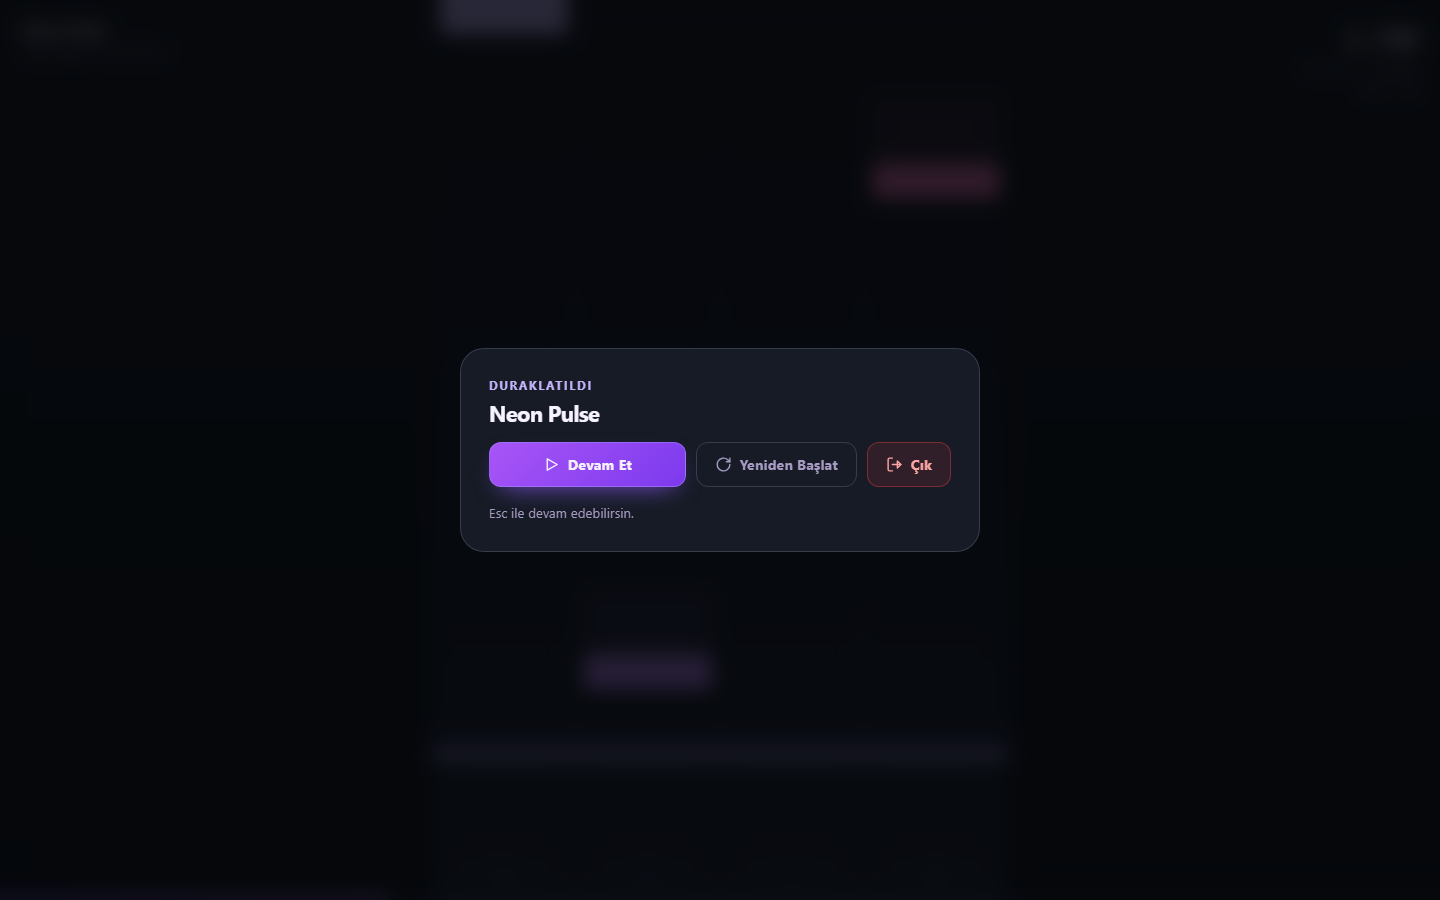 DURAKLATILDI
Neon Pulse
Devam Et
Yeniden Başlat
Çık
Esc ile devam edebilirsin.